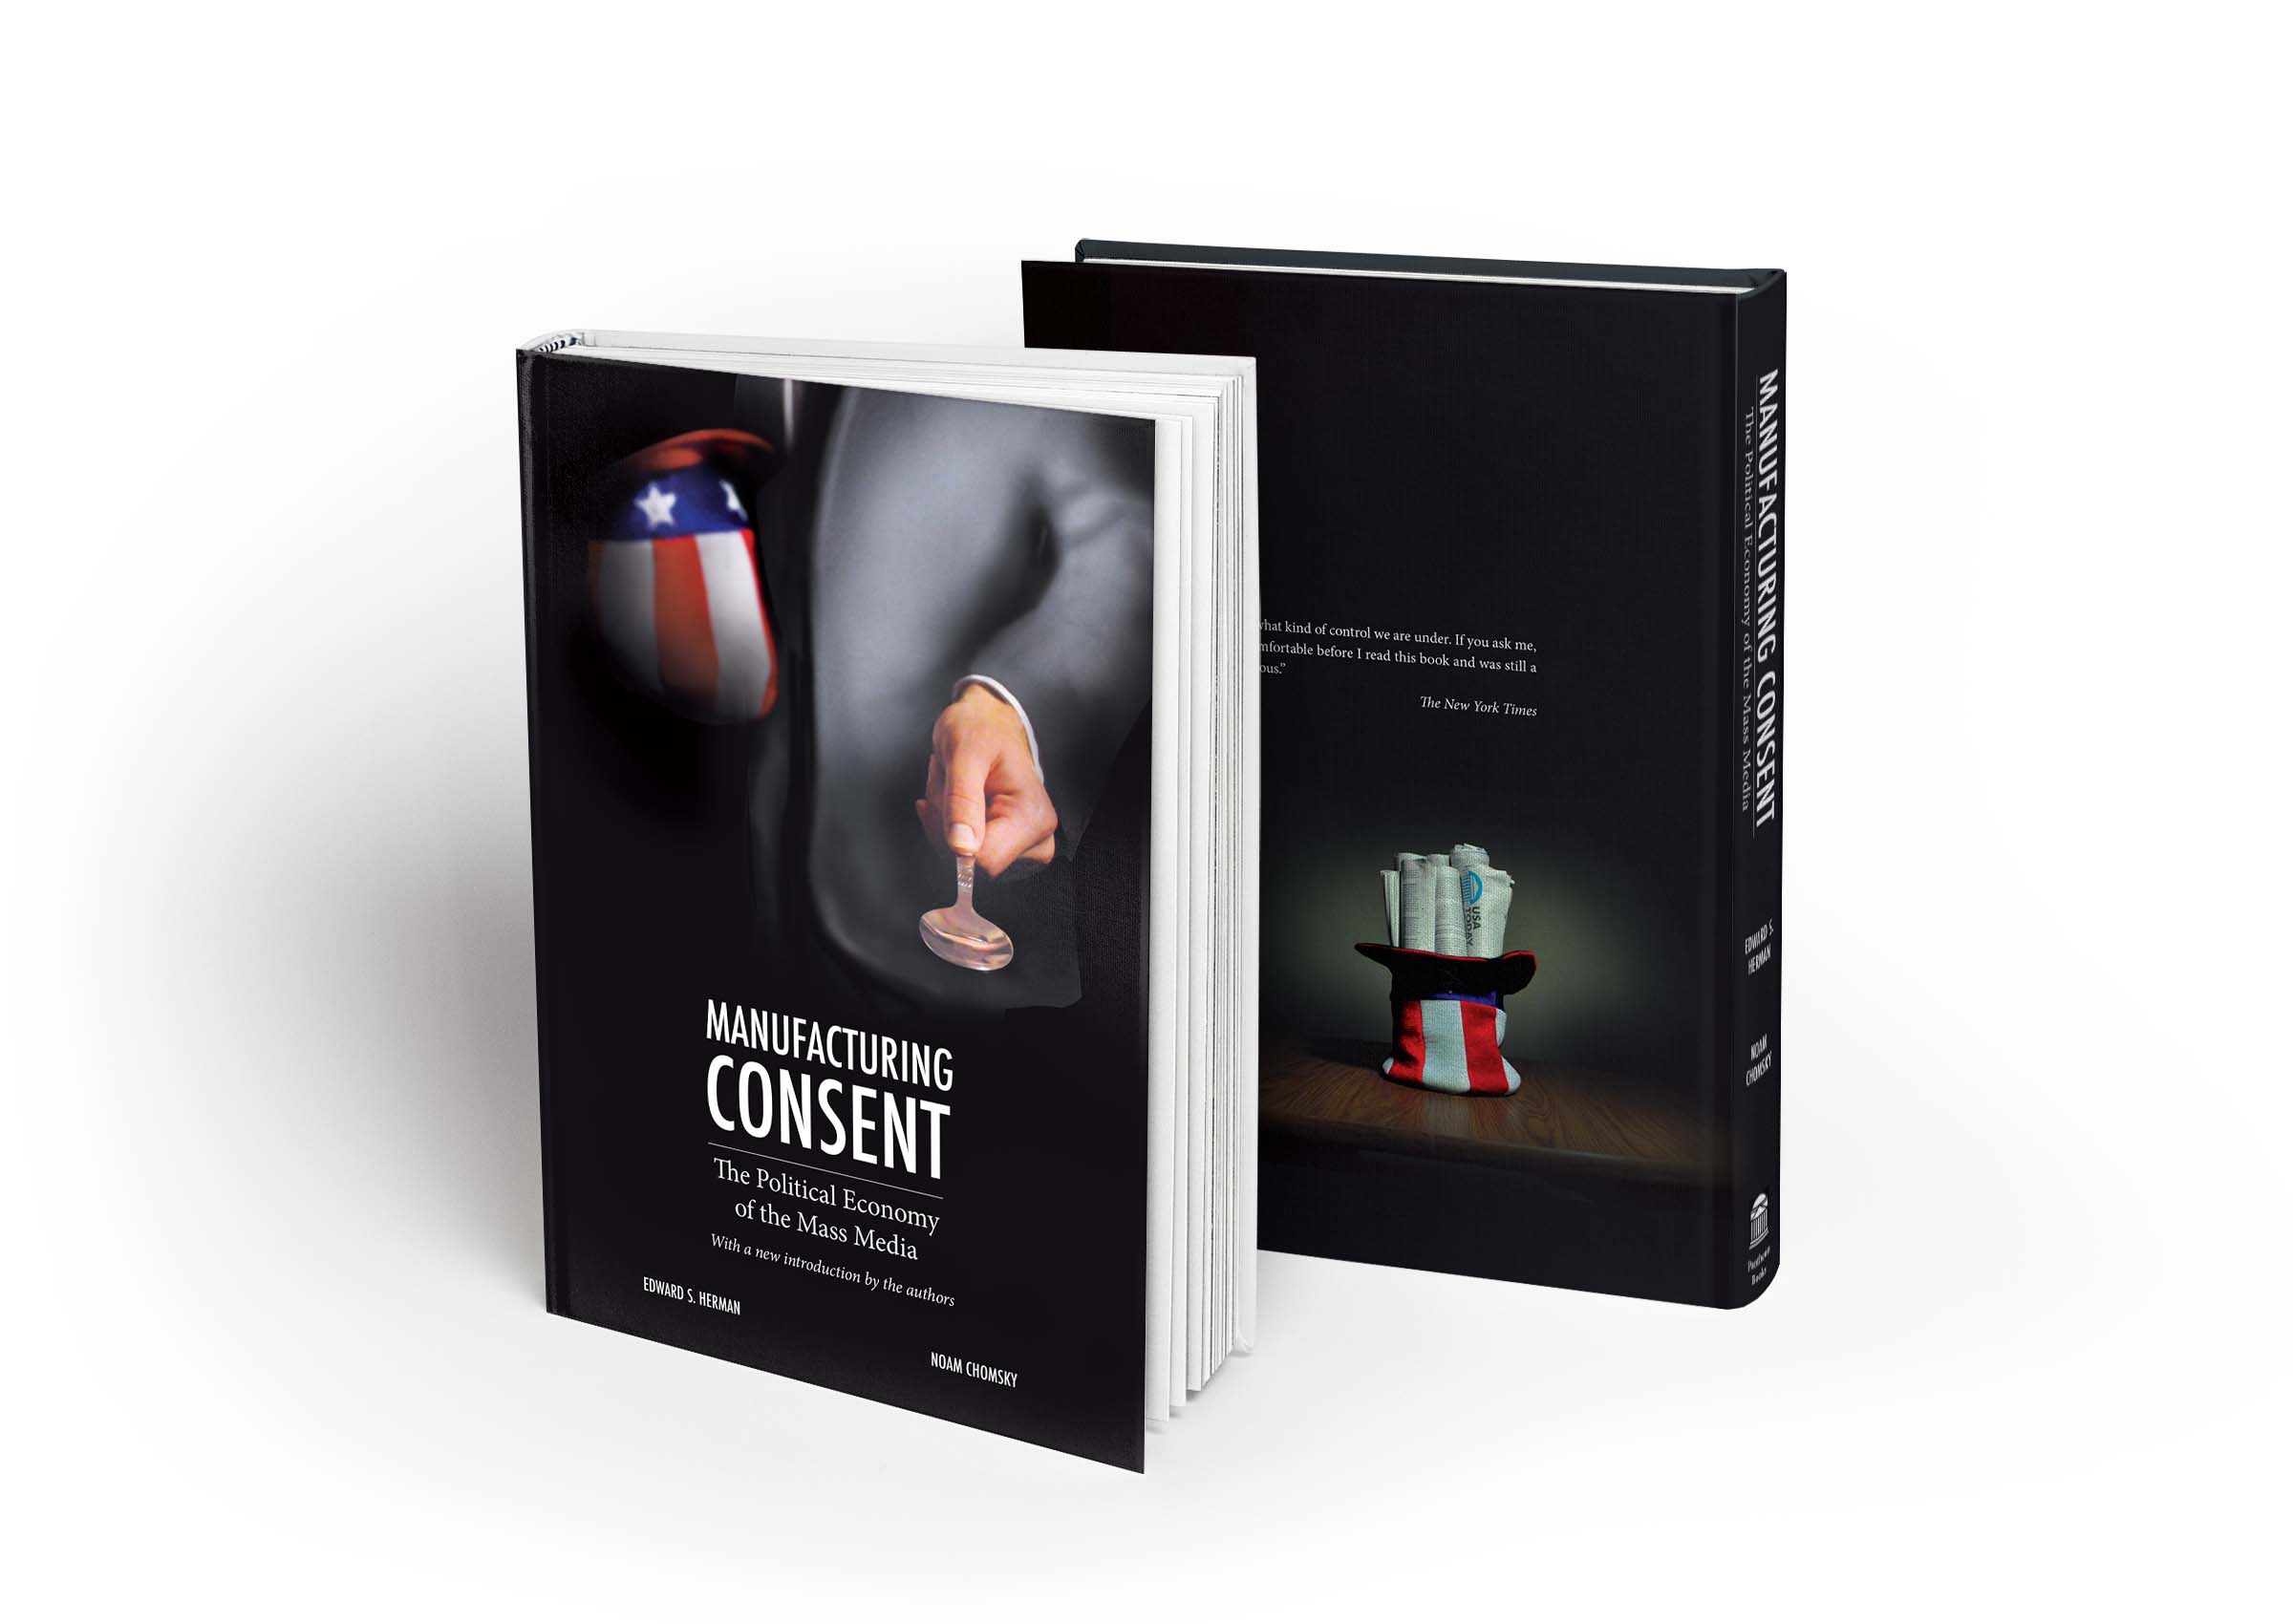 MANUFACTURING
CONSENT
The Political Economy
of the Mass Media
With a new introduction by the authors
EDWARD S. HERMAN
NOAM CHOMSKY
what kind of control we are under. If you ask me,
before I read this book and was still a
The New York Times
USA
TODAY
MANUFACTURING CONSENT
The Political Economy of the Mass Media
EDWARD S.
HERMAN
NOAM
CHOMSKY
Pantheon
Books